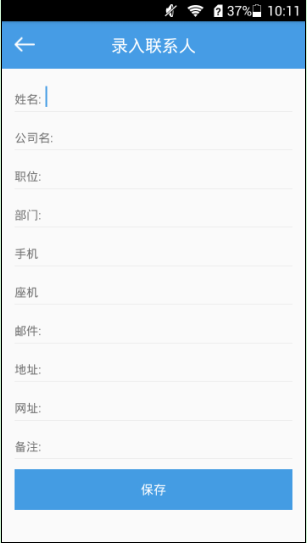 37% 10:11
录入联系人
姓名:
公司名:
职位:
部门:
手机
座机
邮件:
地址:
网址:
备注:
保存